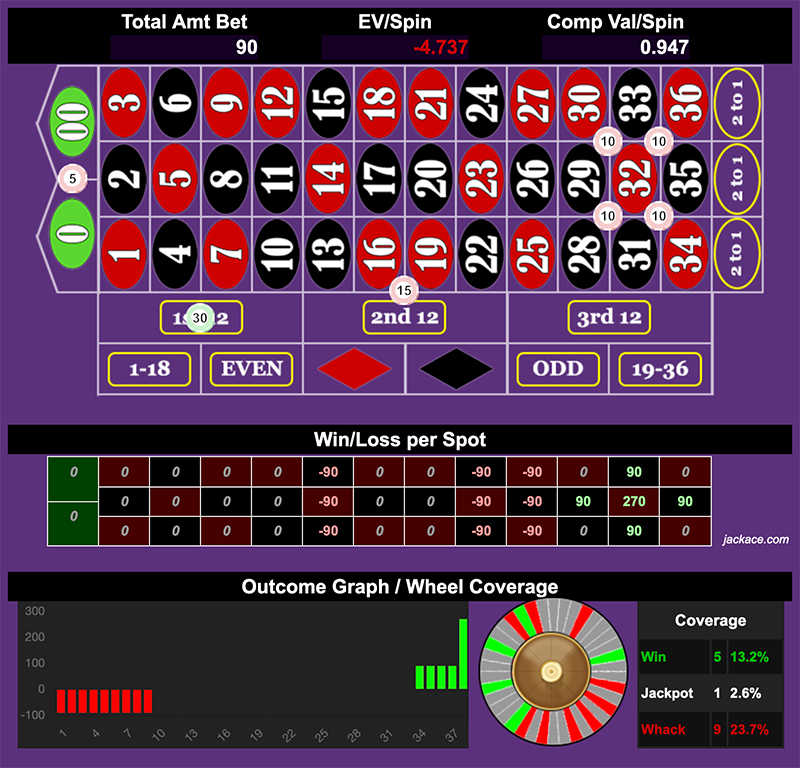 Total Amt Bet EV/Spin Comp Val/Spin
90 -4.737 0.947
00 3 6 9 12 15 18 21 24 27 30 33 36 2 to 1
10 10
5 2 5 8 11 14 17 20 23 26 29 32 35 2 to 1
10 10
0 1 4 7 10 13 16 19 22 25 28 31 34 2 to 1
15
1s 30 2 2nd 12 3rd 12
1-18 EVEN ODD 19-36
Win/Loss per Spot
0 0 0 0 0 -90 0 0 -90 -90 0 90 0
0 0 0 0 -90 0 0 -90 -90 90 270 90
0 0 0 0 0 -90 0 0 -90 -90 0 90 0
jackace.com
Outcome Graph / Wheel Coverage
300
200
100
0
-100
1 4 7 10 13 16 19 22 25 28 31 34 37
Coverage
Win 5 13.2%
Jackpot 1 2.6%
Whack 9 23.7%